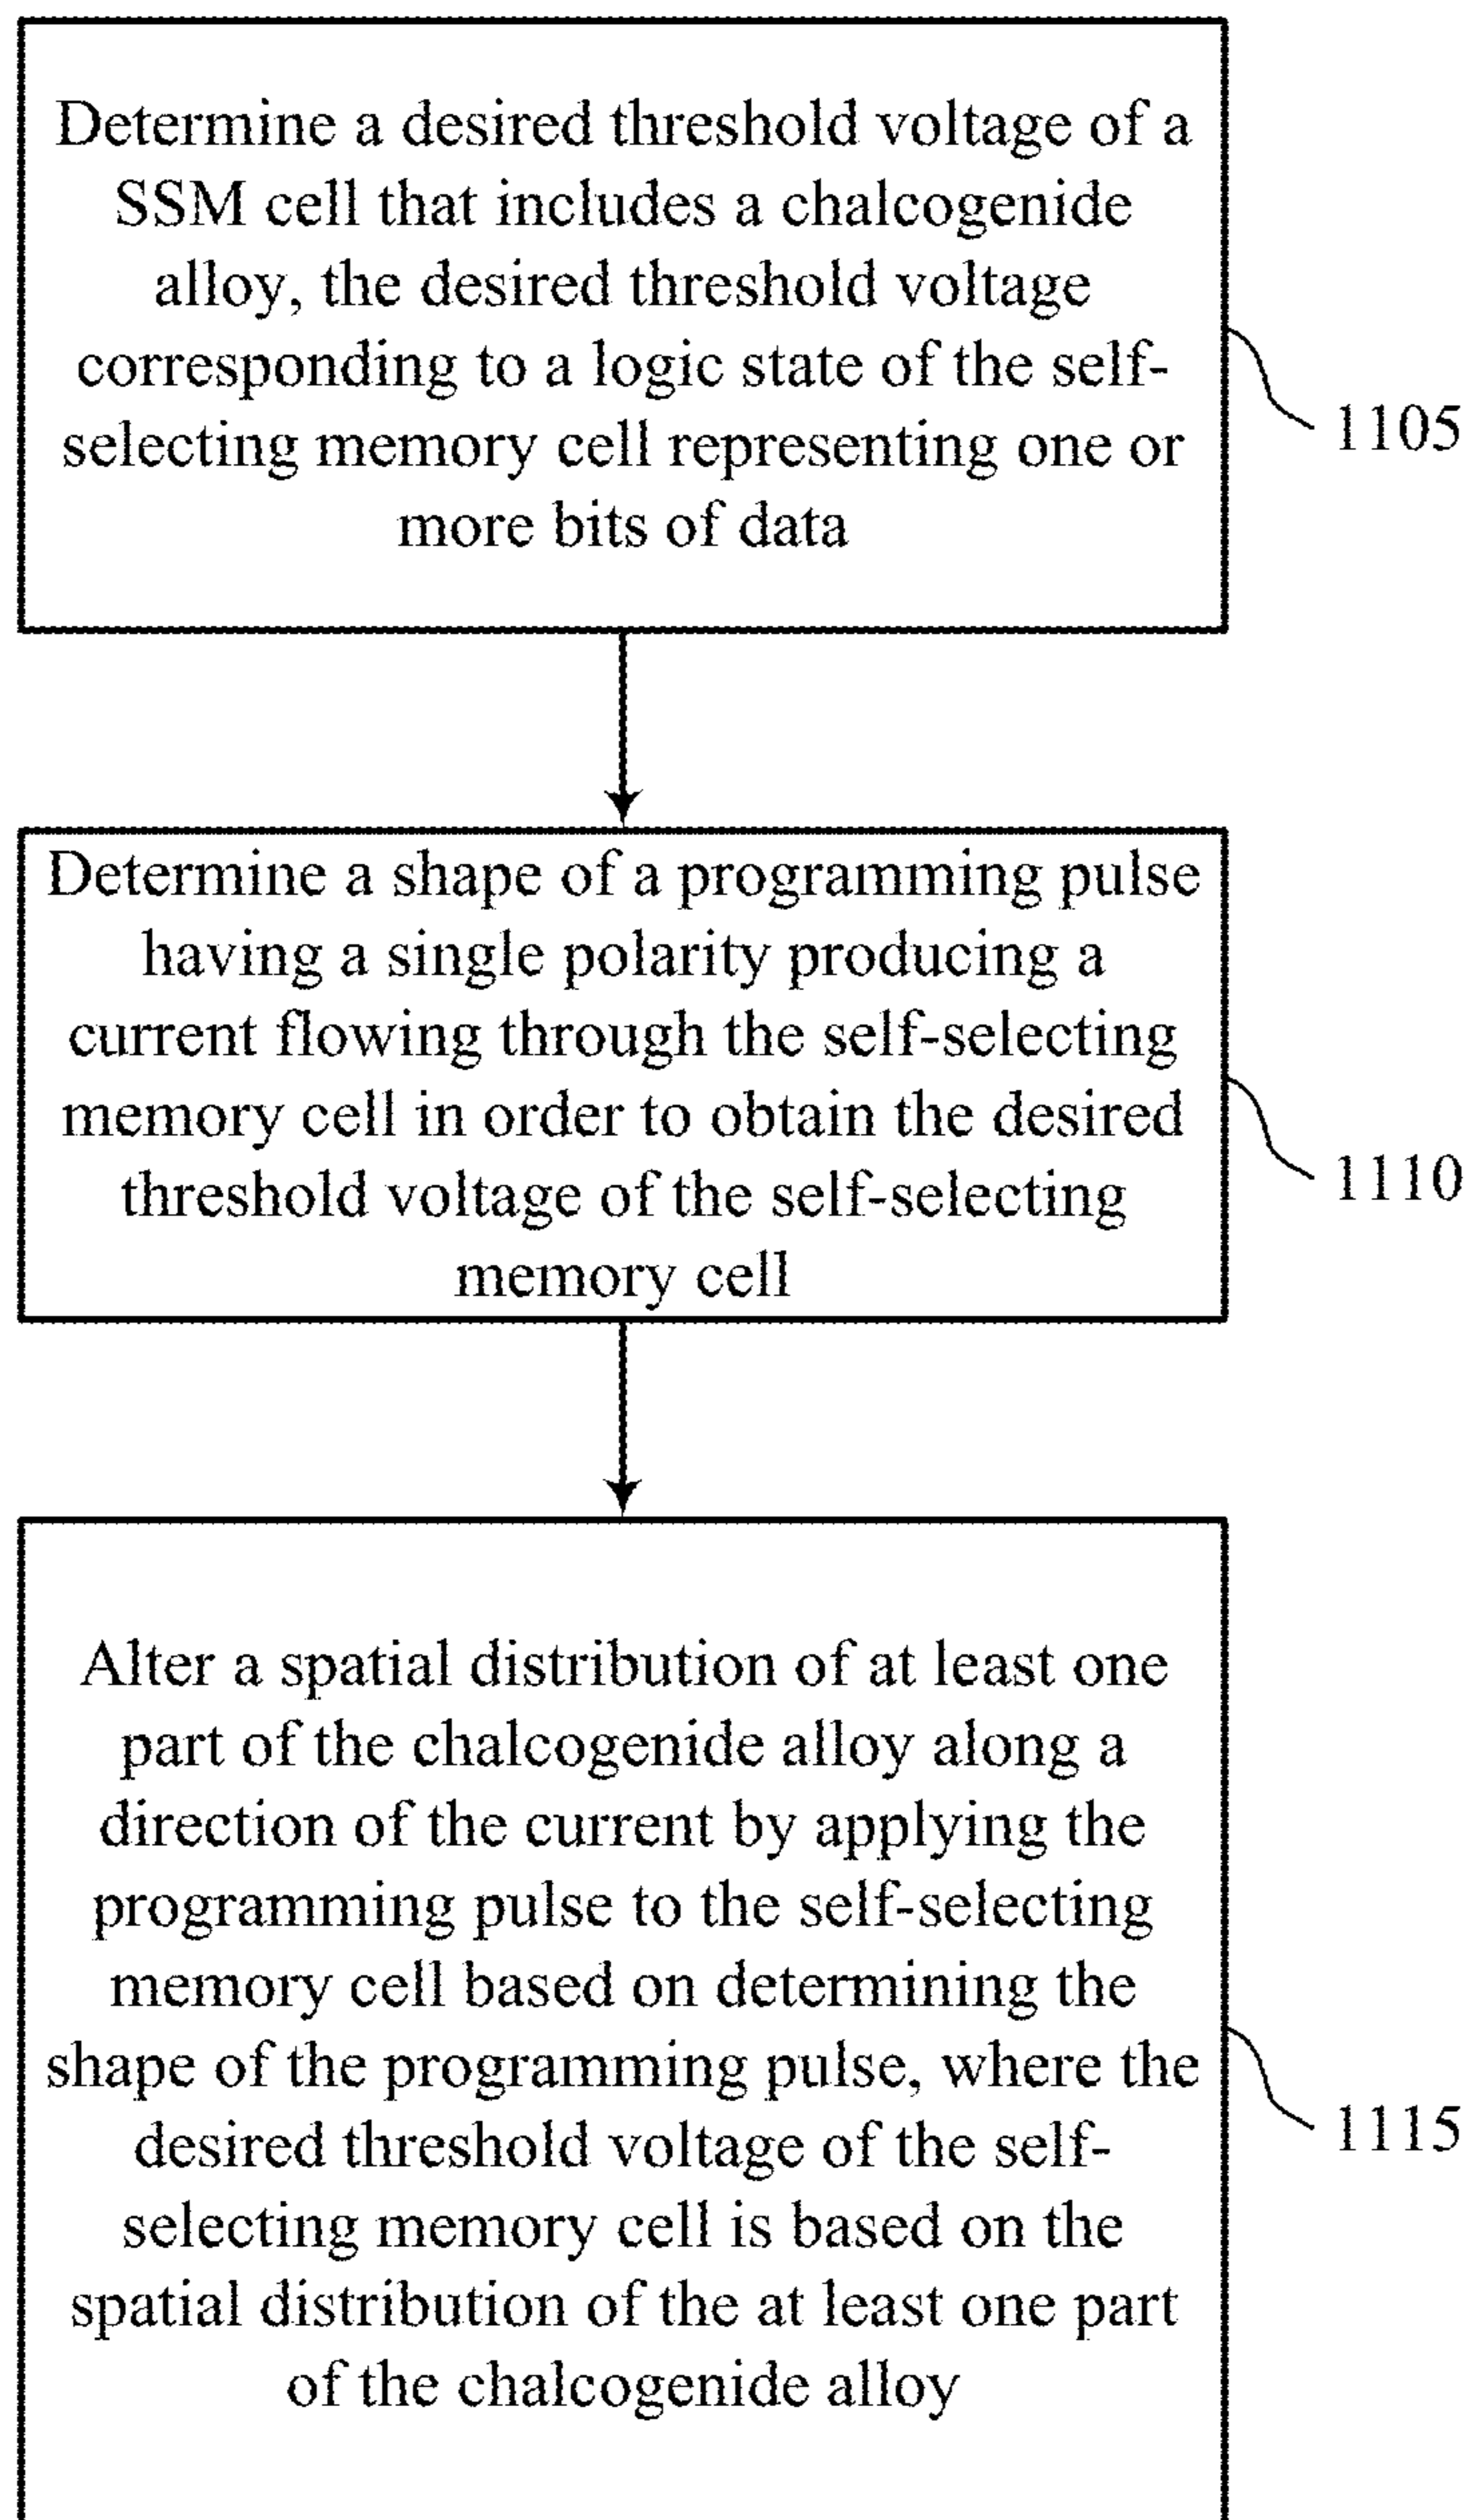 Determine a desired threshold voltage of a
SSM cell that includes a chalcogenide
alloy, the desired threshold voltage
corresponding to a logic state of the self-
selecting memory cell representing one or
more bits of data
1105
Determine a shape of a programming pulse
having a single polarity producing a
current flowing through the self-selecting
memory cell in order to obtain the desired
threshold voltage of the self-selecting
memory cell
1110
Alter a spatial distribution of at least one
part of the chalcogenide alloy along a
direction of the current by applying the
programming pulse to the self-selecting
memory cell based on determining the
shape of the programming pulse, where the
desired threshold voltage of the self-
selecting memory cell is based on the
spatial distribution of the at least one part
of the chalcogenide alloy
1115